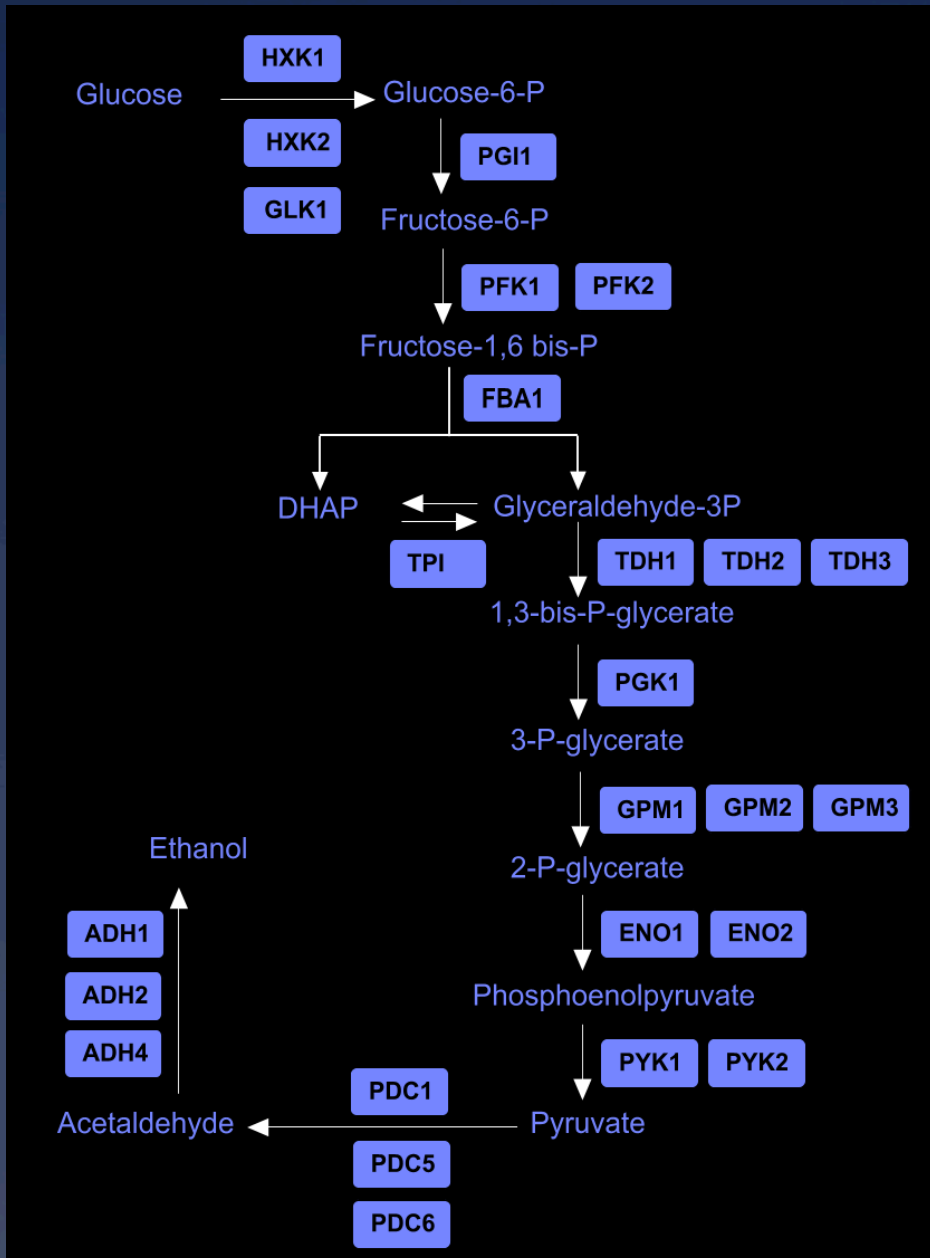 HXK1
Glucose
Glucose-6-P
HXK2
PGI1
GLK1
Fructose-6-P
PFK1
PFK2
Fructose-1,6 bis-P
FBA1
DHAP
Glyceraldehyde-3P
TPI
TDH1
TDH2
TDH3
1,3-bis-P-glycerate
PGK1
3-P-glycerate
GPM1
GPM2
GPM3
Ethanol
2-P-glycerate
ADH1
ENO1
ENO2
ADH2
Phosphoenolpyruvate
ADH4
PYK1
PYK2
PDC1
Acetaldehyde
Pyruvate
PDC5
PDC6